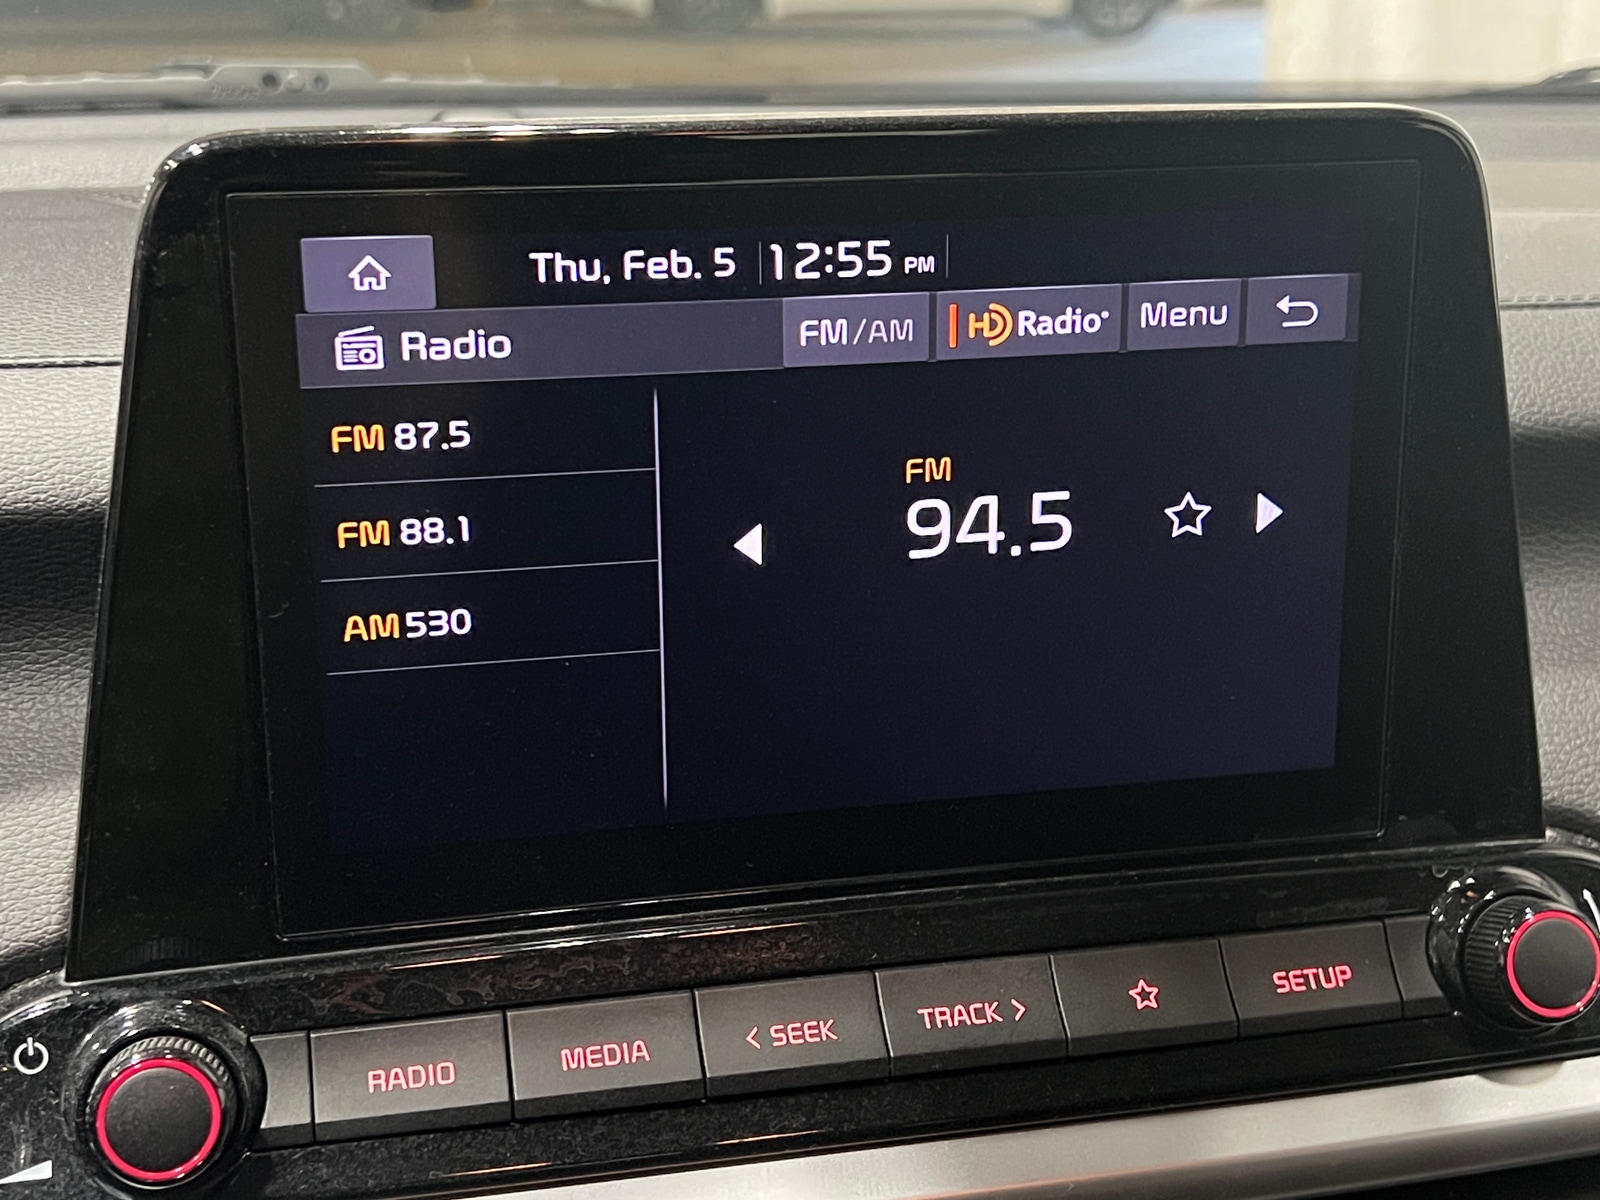 Thu, Feb. 5 12:55 PM
Radio FM/AM HD Radio Menu
FM 87.5
FM 88.1
AM 530
FM
94.5
RADIO MEDIA < SEEK TRACK > SETUP